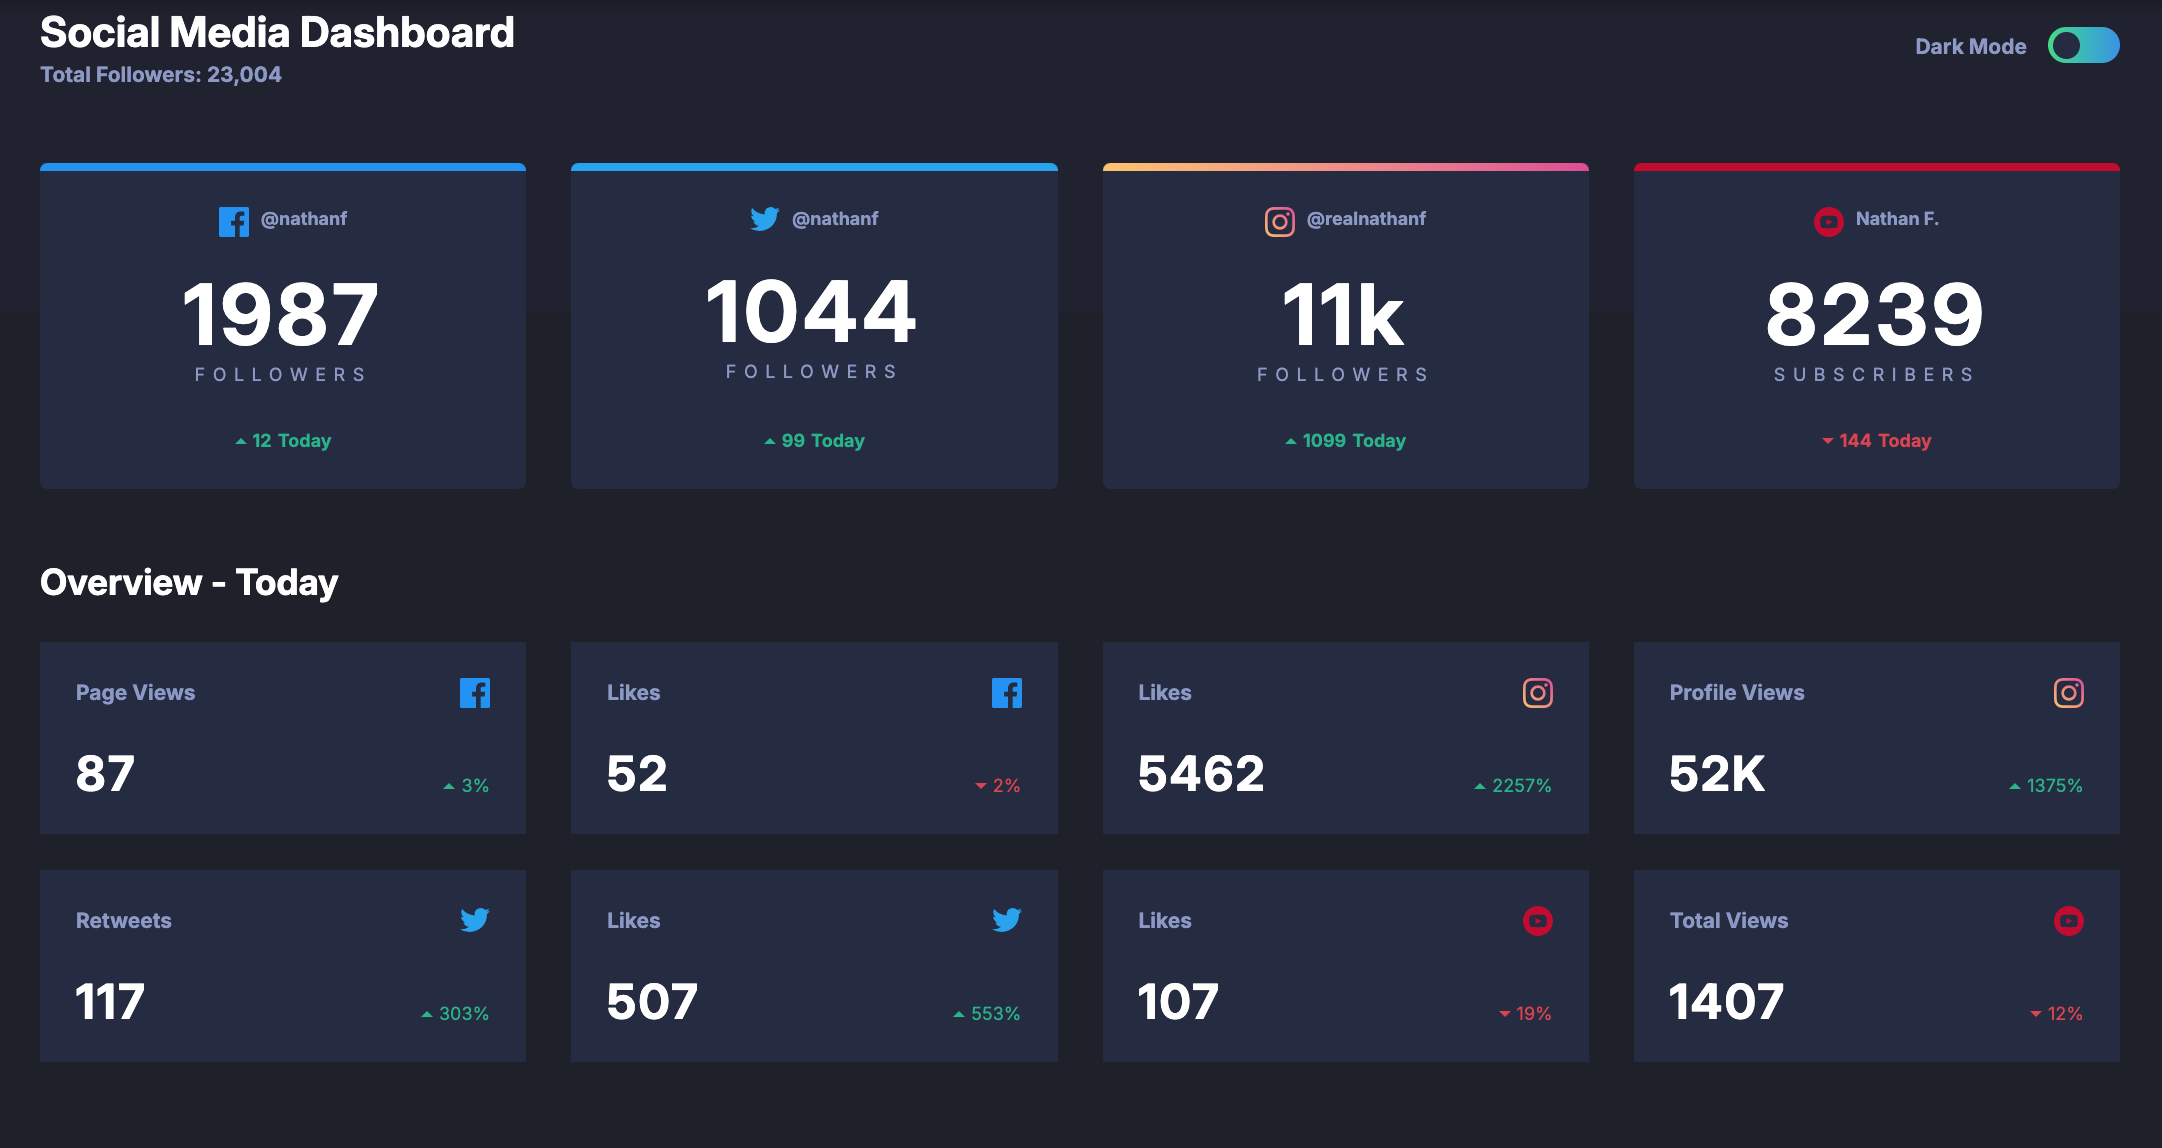 Social Media Dashboard
Total Followers: 23,004
Dark Mode
@nathanf
1987
FOLLOWERS
12 Today
@nathanf
1044
FOLLOWERS
99 Today
@realnathanf
11k
FOLLOWERS
1099 Today
Nathan F.
8239
SUBSCRIBERS
144 Today
Overview - Today
Page Views
87
3%
Likes
52
2%
Likes
5462
2257%
Profile Views
52K
1375%
Retweets
117
303%
Likes
507
553%
Likes
107
19%
Total Views
1407
12%